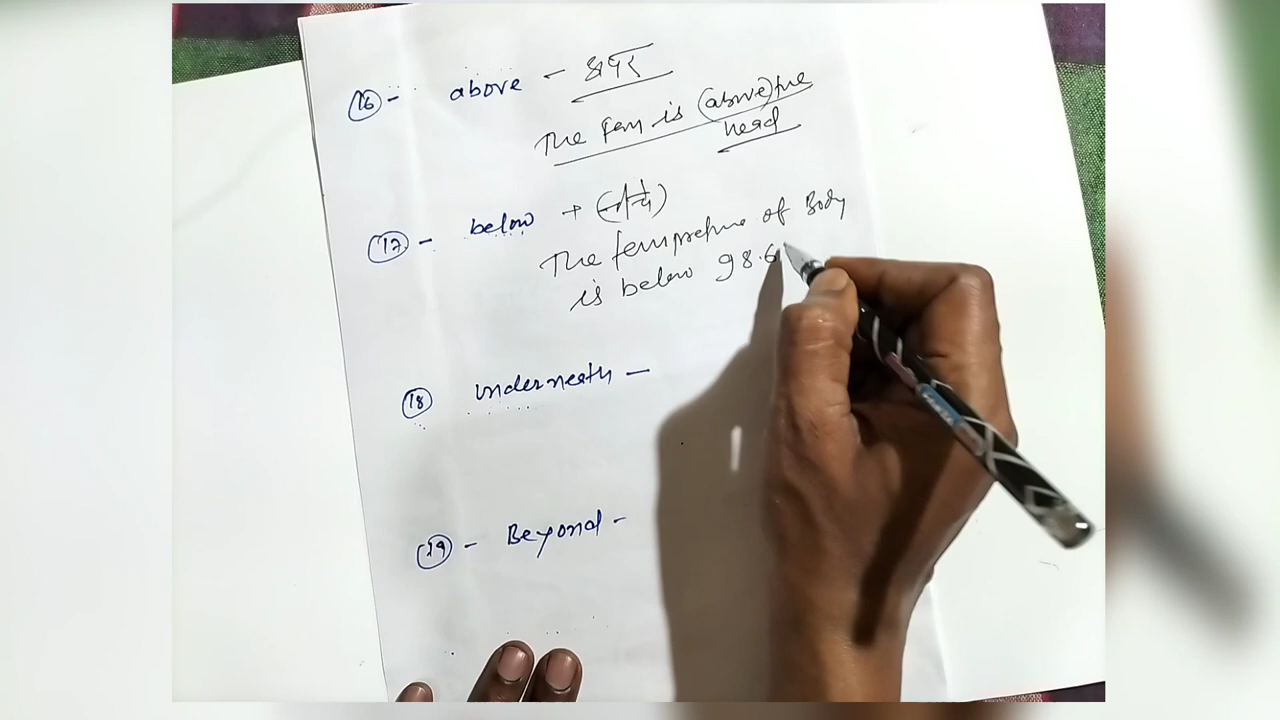 16 - above - ऊपर
The Fan is (above) the
head
17 - below → (नीचे)
The temprature of Body
is below 98.6
18 underneath -
19 - Beyond -